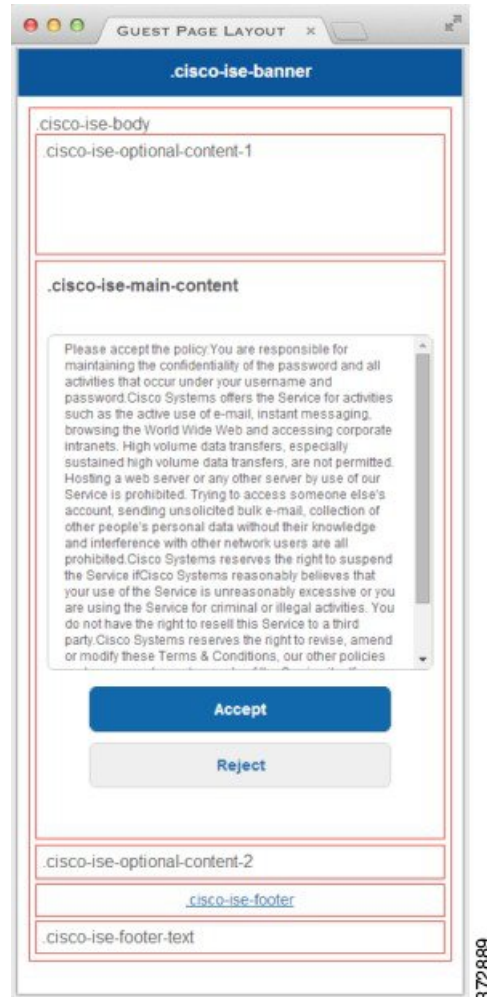 GUEST PAGE LAYOUT ×
.cisco-ise-banner
.cisco-ise-body
.cisco-ise-optional-content-1
.cisco-ise-main-content
Please accept the policy:You are responsible for
maintaining the confidentiality of the password and all
activities that occur under your username and
password.Cisco Systems offers the Service for activities
such as the active use of e-mail, instant messaging,
browsing the World Wide Web and accessing corporate
intranets. High volume data transfers, especially
sustained high volume data transfers, are not permitted.
Hosting a web server or any other server by use of our
Service is prohibited. Trying to access someone else's
account, sending unsolicited bulk e-mail, collection of
other people's personal data without their knowledge
and interference with other network users are all
prohibited.Cisco Systems reserves the right to suspend
the Service ifCisco Systems reasonably believes that
your use of the Service is unreasonably excessive or you
are using the Service for criminal or illegal activities. You
do not have the right to resell this Service to a third
party.Cisco Systems reserves the right to revise, amend
or modify these Terms & Conditions, our other policies
Accept
Reject
.cisco-ise-optional-content-2
.cisco-ise-footer
.cisco-ise-footer-text
372889